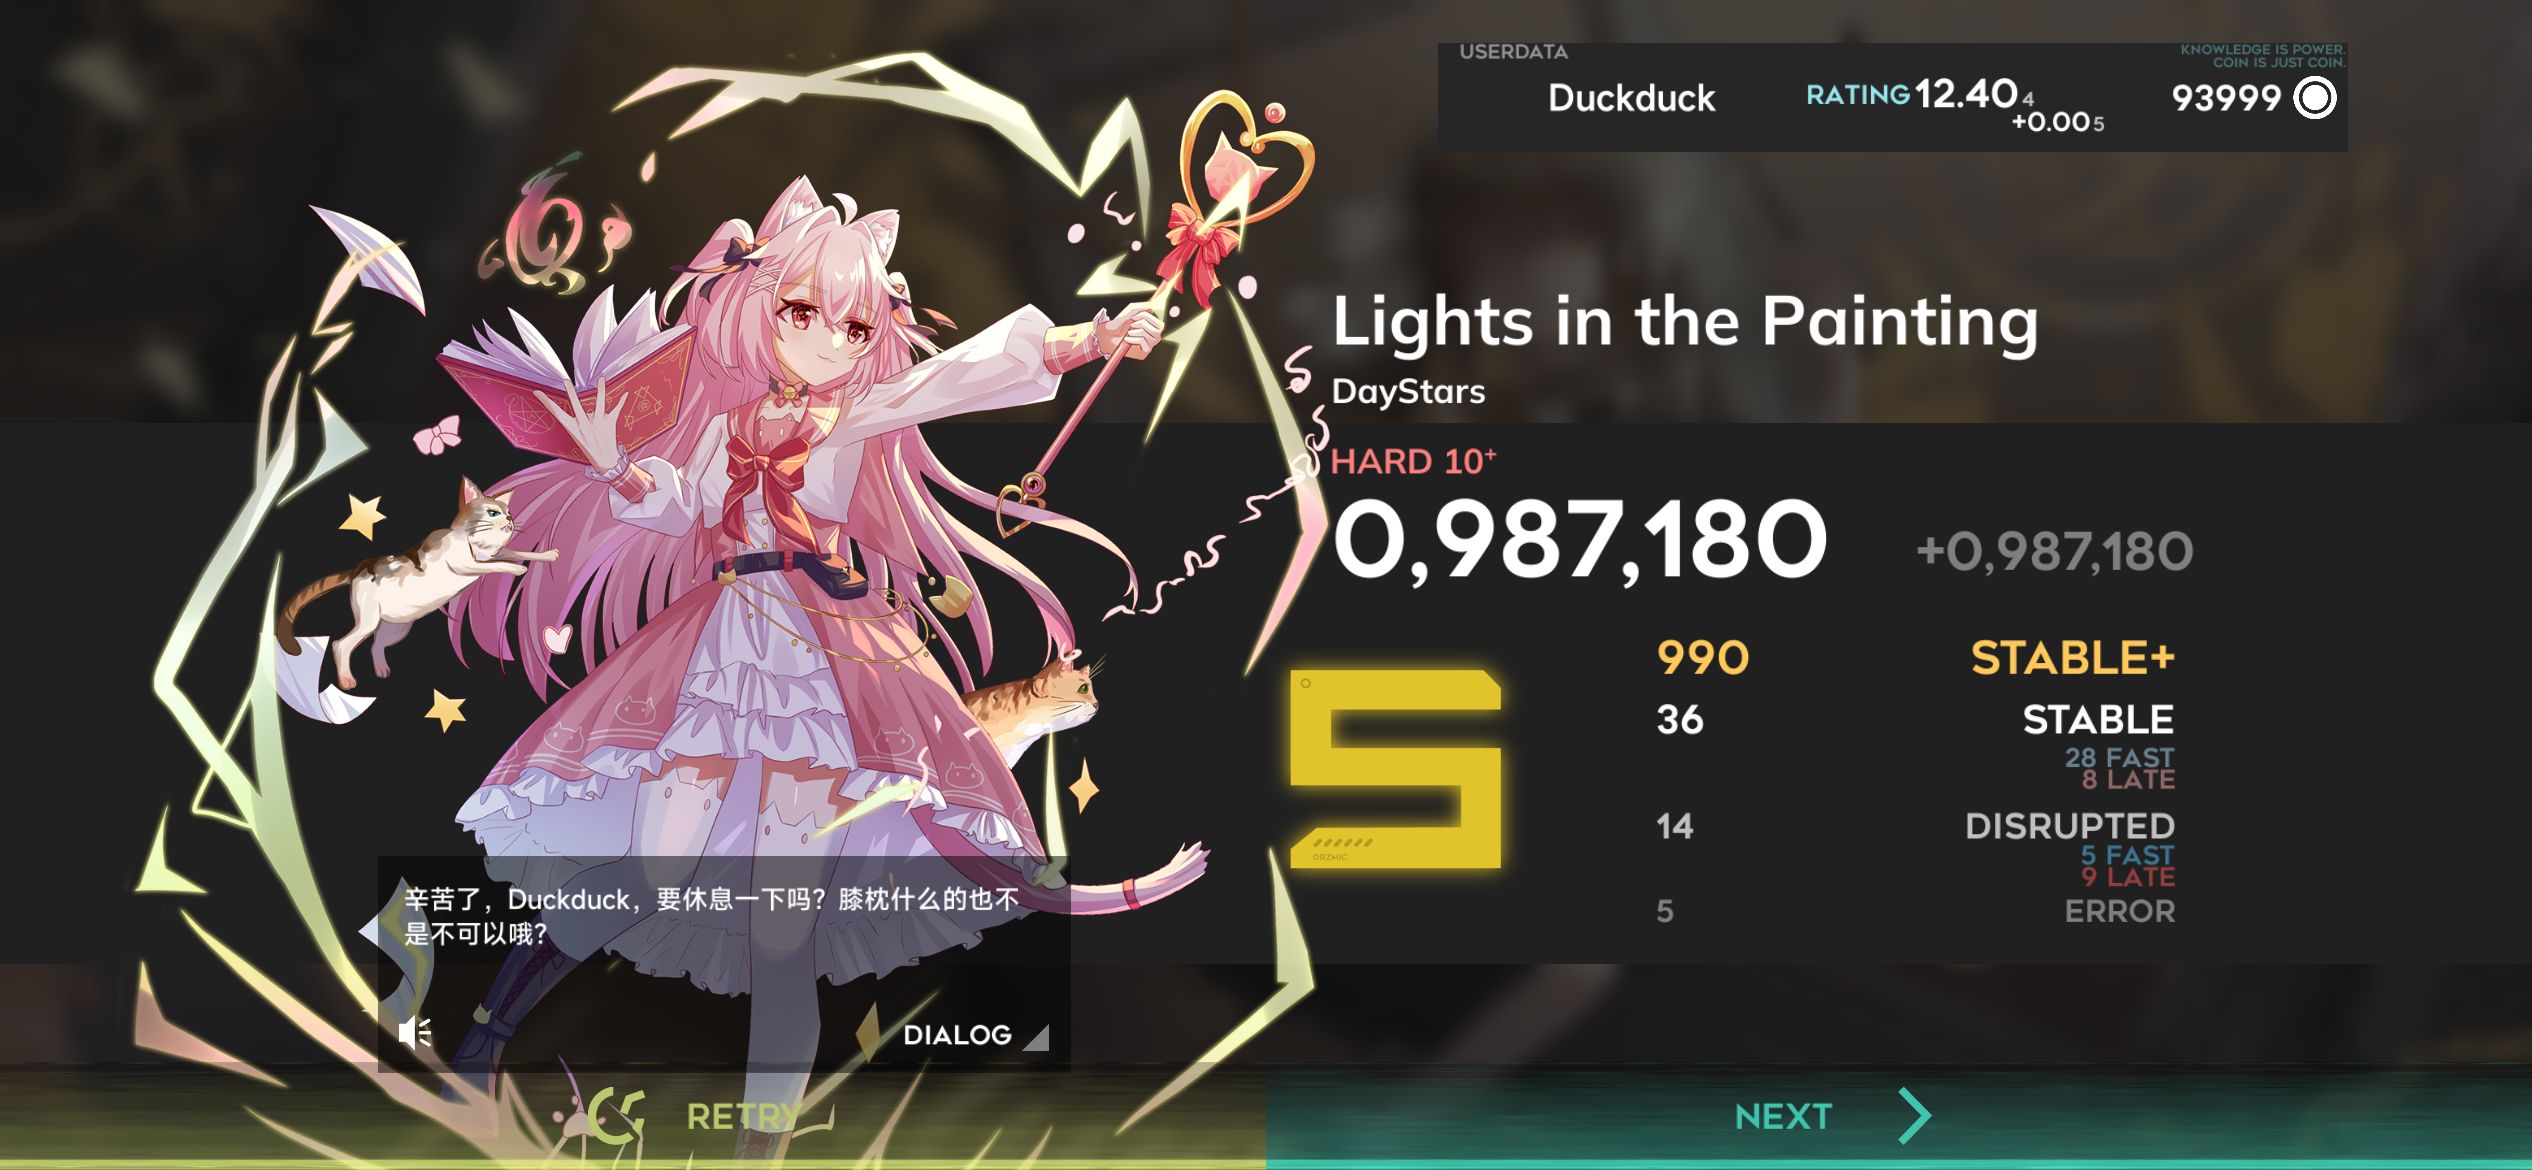 USERDATA
KNOWLEDGE IS POWER.
COIN IS JUST COIN.
Duckduck
RATING 12.404
+0.005
93999
Lights in the Painting
DayStars
HARD 10+
0,987,180
+0,987,180
990 STABLE+
36 STABLE
28 FAST
8 LATE
14 DISRUPTED
5 FAST
9 LATE
5 ERROR
S
ORZMIC
辛苦了，Duckduck，要休息一下吗？膝枕什么的也不
是不可以哦？
DIALOG
RETRY
NEXT